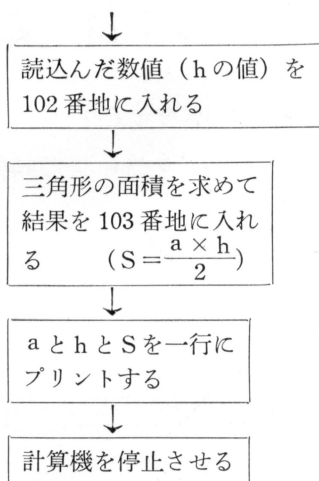 読込んだ数値（hの値）を
102番地に入れる
三角形の面積を求めて
結果を103番地に入れ
る　　（S＝a×h/2）
aとhとSを一行に
プリントする
計算機を停止させる